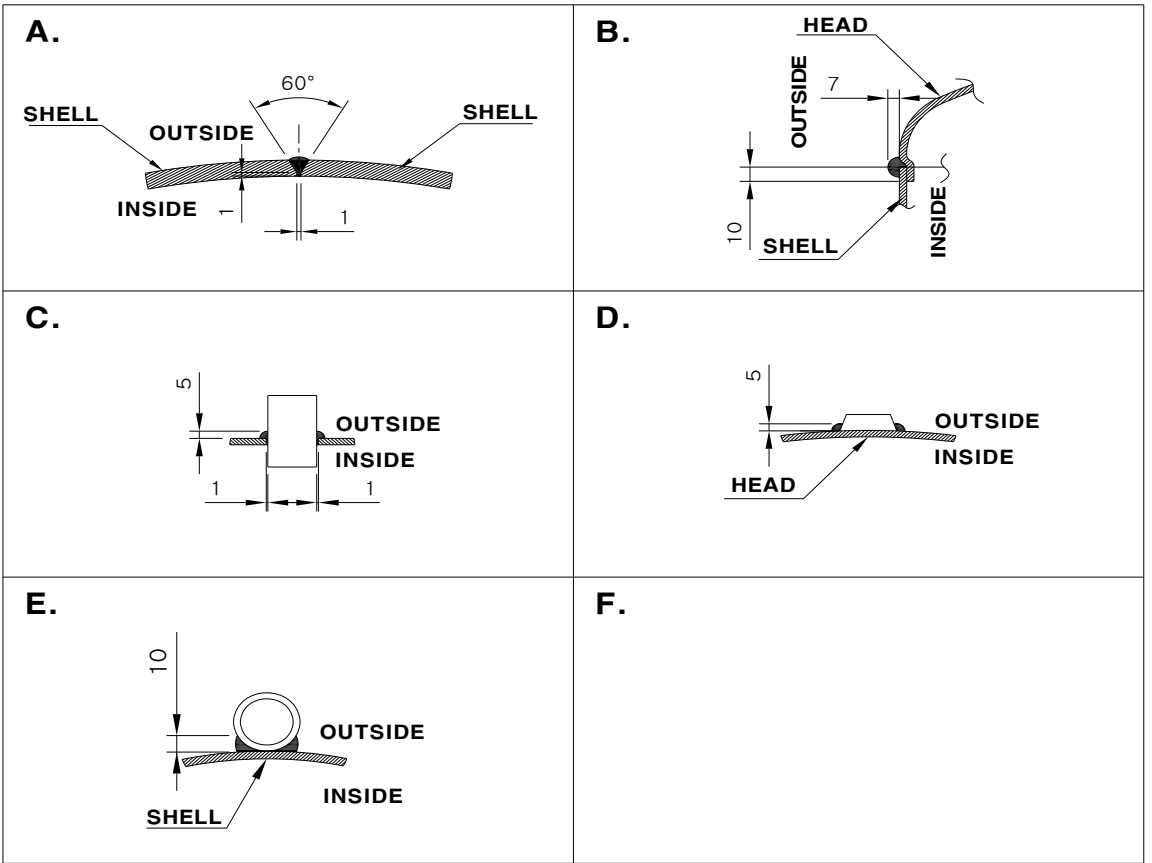 A.
60°
SHELL
SHELL
OUTSIDE
INSIDE
1
1
B.
HEAD
OUTSIDE
7
10
SHELL
INSIDE
C.
5
OUTSIDE
INSIDE
1
1
D.
5
OUTSIDE
INSIDE
HEAD
E.
10
OUTSIDE
INSIDE
SHELL
F.